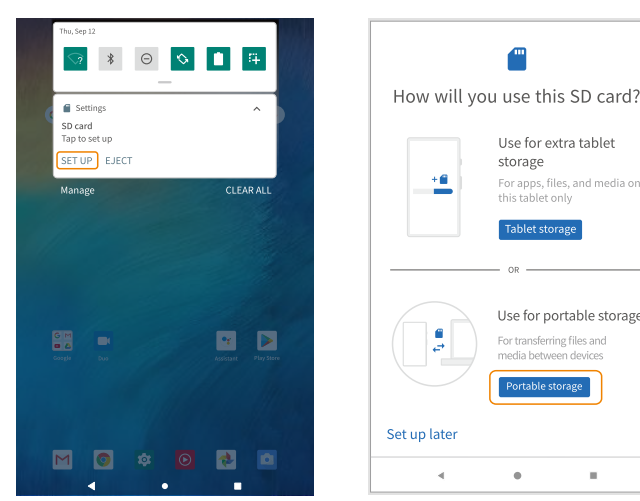 Thu, Sep 12
Settings
SD card
Tap to set up
SET UP EJECT
Manage CLEAR ALL
Google Duo Assistant Play Store
How will you use this SD card?
Use for extra tablet
storage
For apps, files, and media on
this tablet only
Tablet storage
OR
Use for portable storage
For transferring files and
media between devices
Portable storage
Set up later